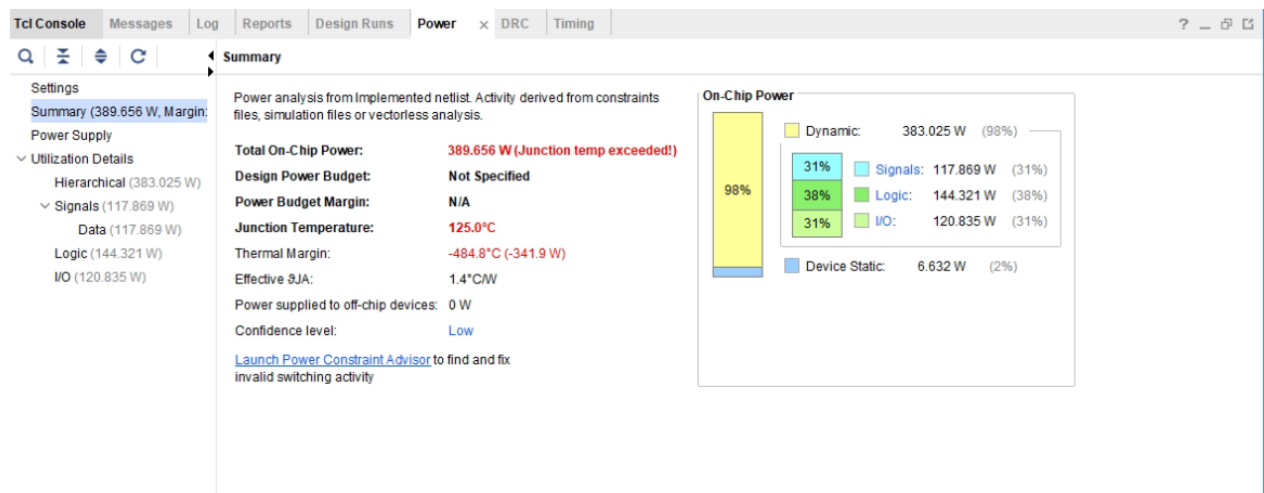 Tcl Console Messages Log Reports Design Runs Power × DRC Timing ?
Summary
Settings
Summary (389.656 W, Margin:
Power Supply
Utilization Details
Hierarchical (383.025 W)
Signals (117.869 W)
Data (117.869 W)
Logic (144.321 W)
I/O (120.835 W)
Power analysis from Implemented netlist. Activity derived from constraints
files, simulation files or vectorless analysis.
Total On-Chip Power: 389.656 W (Junction temp exceeded!)
Design Power Budget: Not Specified
Power Budget Margin: N/A
Junction Temperature: 125.0°C
Thermal Margin: -484.8°C (-341.9 W)
Effective ϑJA: 1.4°C/W
Power supplied to off-chip devices: 0 W
Confidence level: Low
Launch Power Constraint Advisor to find and fix
invalid switching activity
On-Chip Power
98%
Dynamic: 383.025 W (98%)
31% Signals: 117.869 W (31%)
38% Logic: 144.321 W (38%)
31% I/O: 120.835 W (31%)
Device Static: 6.632 W (2%)